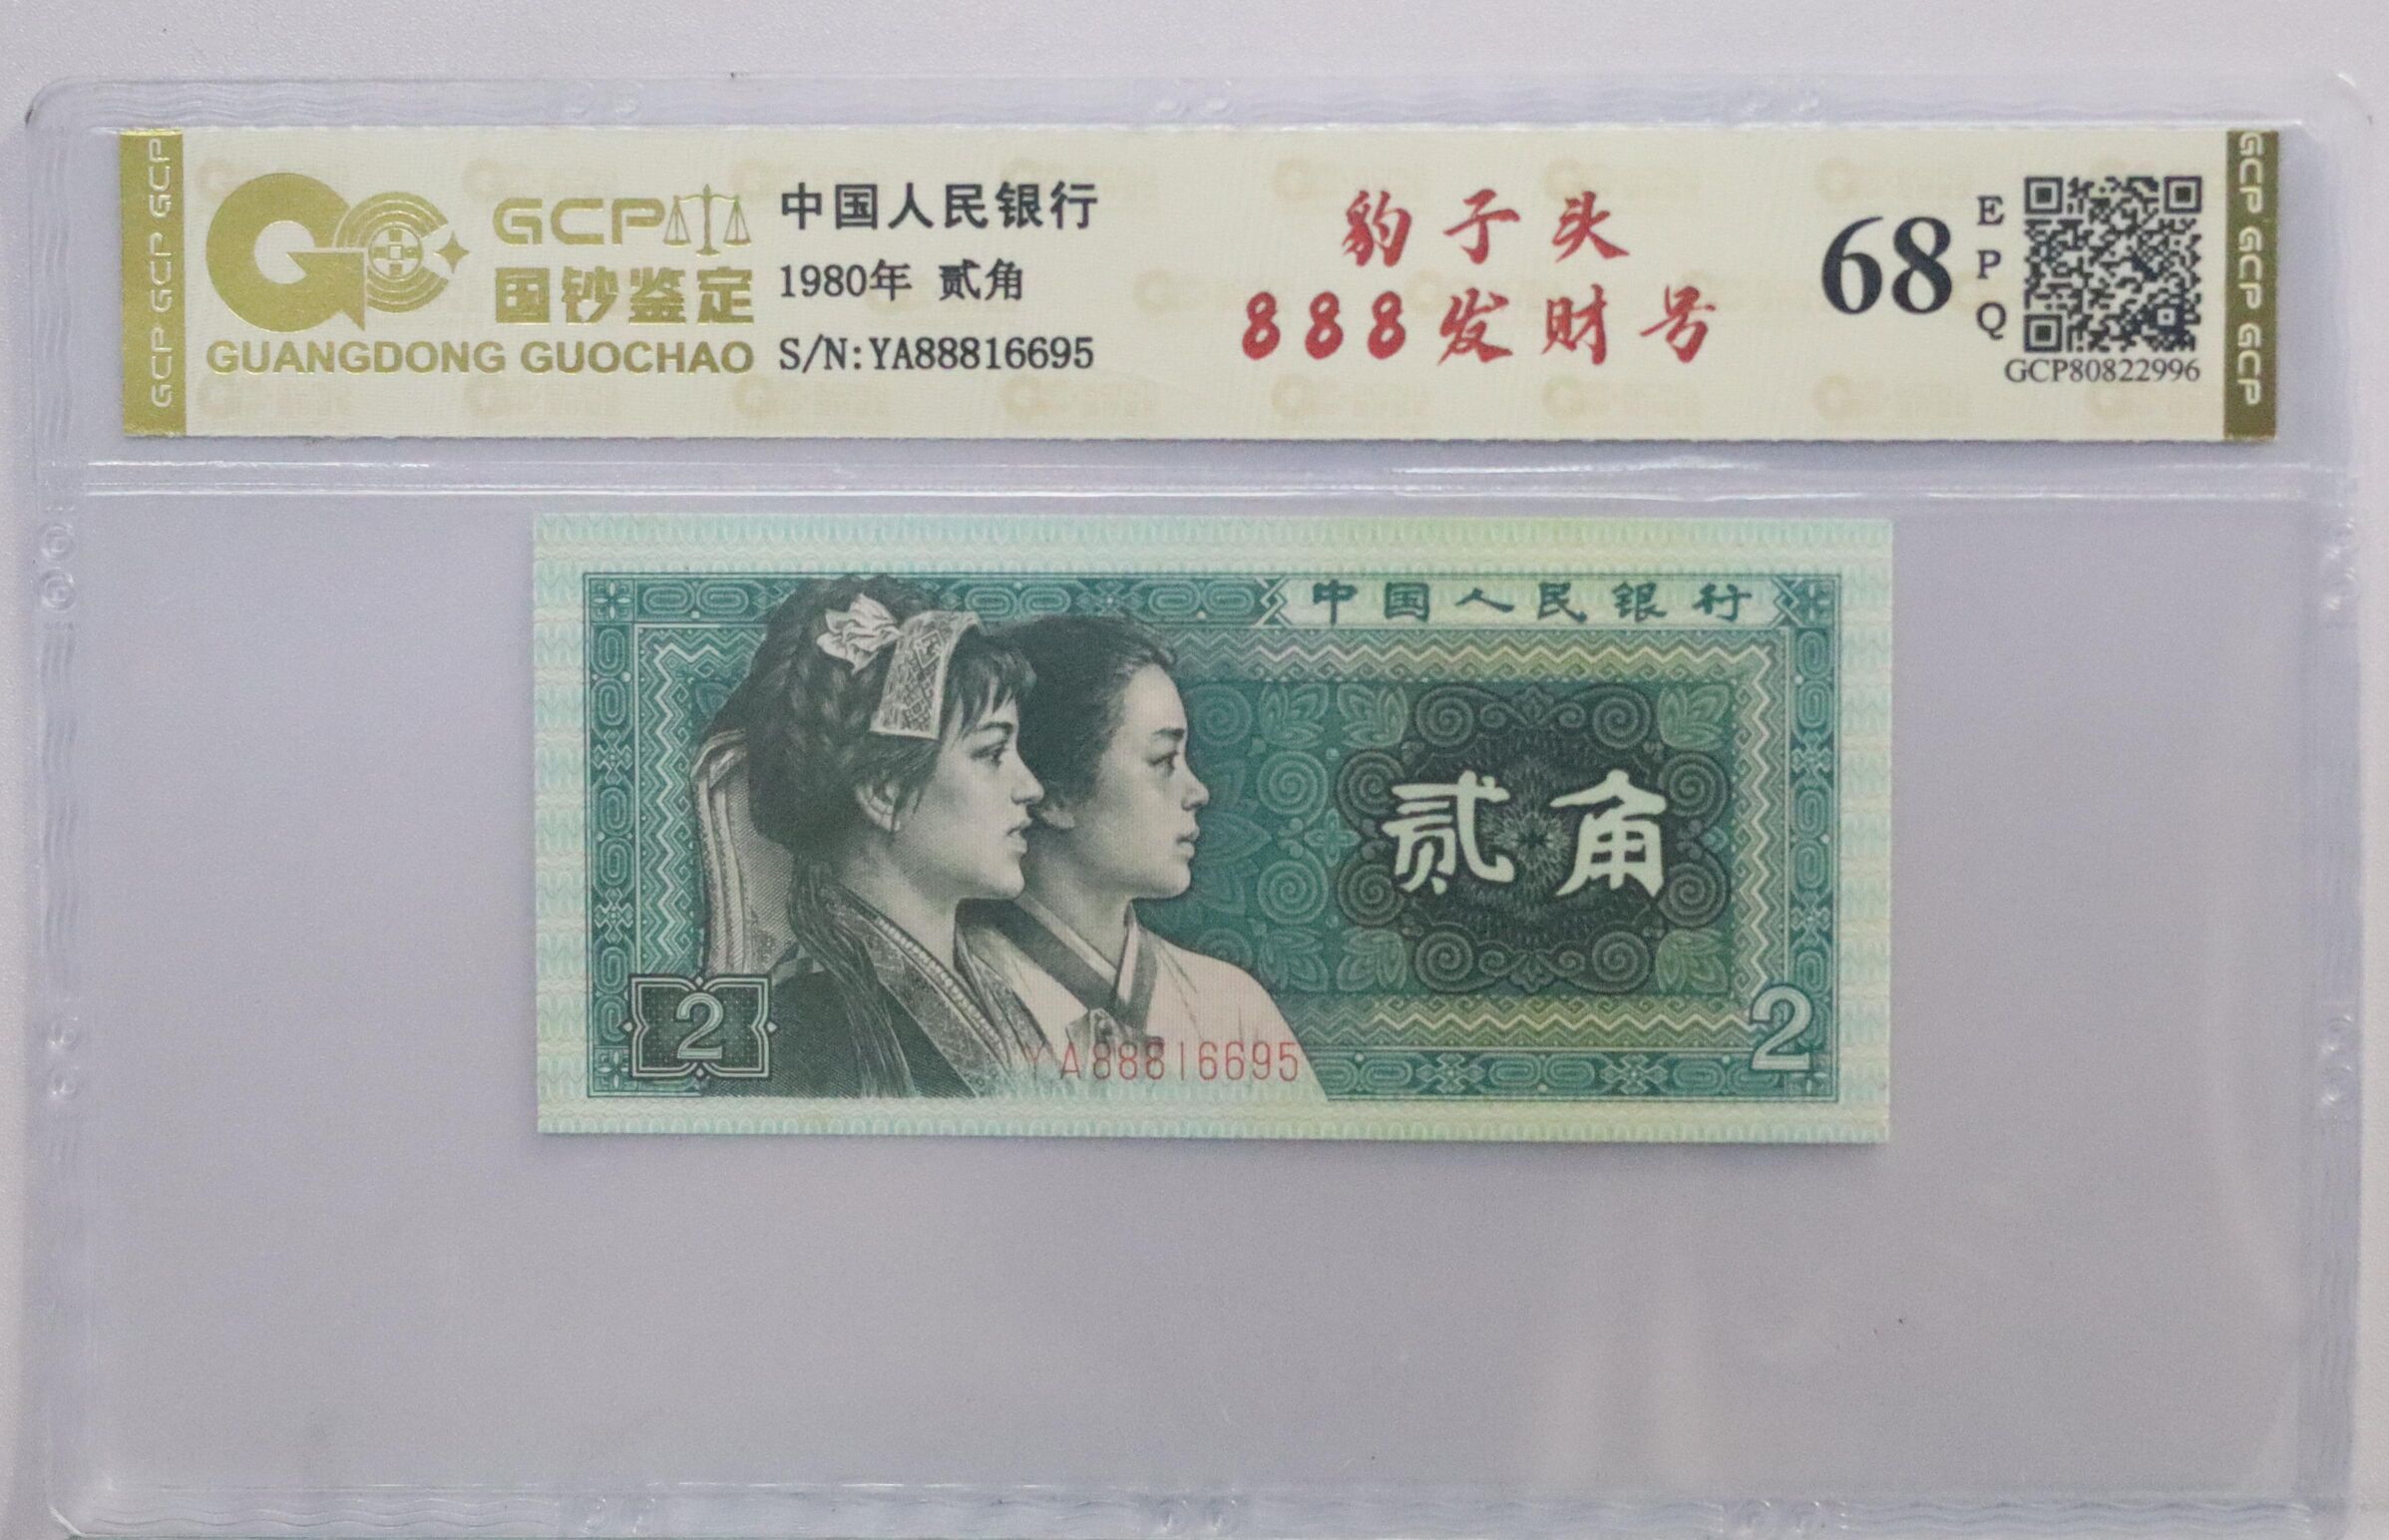 GCP GCP GCP
GCP
国钞鉴定
GUANGDONG GUOCHAO
中国人民银行
1980年 贰角
S/N:YA88816695
豹子头
888发财号
68
EPQ
GCP80822996
GCP GCP GCP
中国人民银行
贰角
2
YA88816695
2